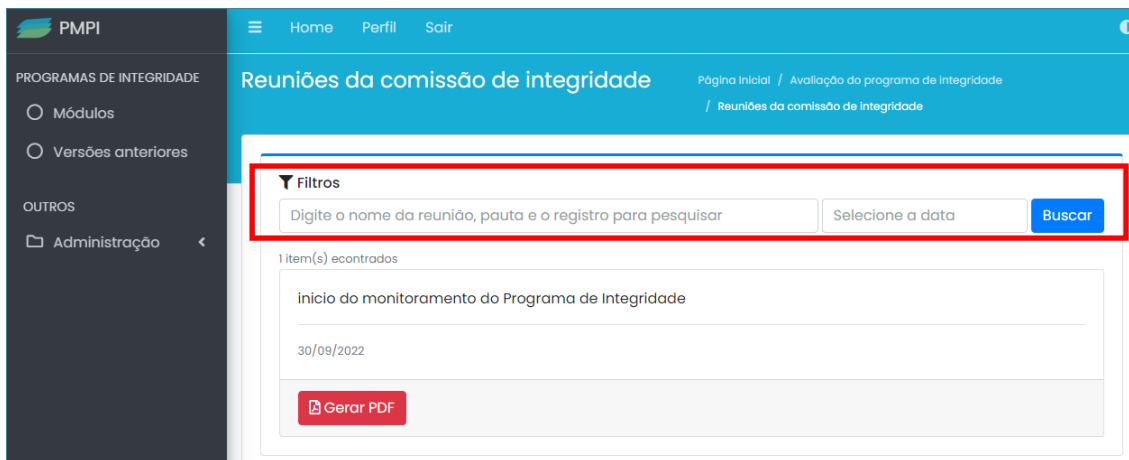 PMPI
Home Perfil Sair
PROGRAMAS DE INTEGRIDADE
Módulos
Versões anteriores
OUTROS
Administração
Reuniões da comissão de integridade
Página Inicial / Avaliação do programa de integridade
/ Reuniões da comissão de integridade
Filtros
Digite o nome da reunião, pauta e o registro para pesquisar
Selecione a data
Buscar
1 item(s) econtrados
inicio do monitoramento do Programa de Integridade
30/09/2022
Gerar PDF